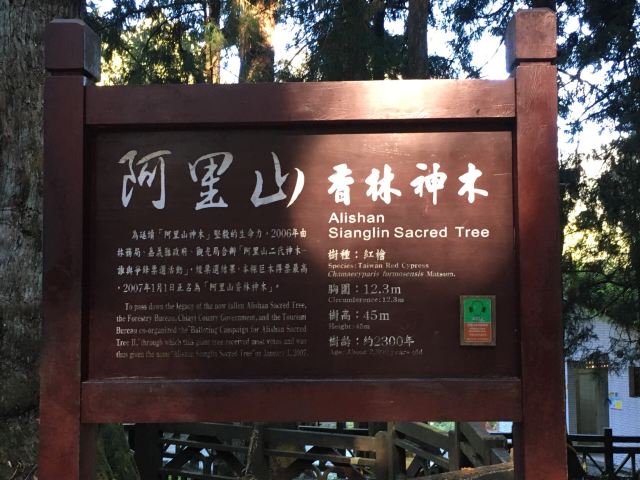 阿里山 香林神木
Alishan
Sianglin Sacred Tree
為延續「阿里山神木」堅毅的生命力，2006年由
林務局、嘉義縣政府、觀光局合辦「阿里山二代神木-
誰與爭鋒票選活動」，經票選結果，本棵巨木得票最高，
2007年1月1日正名為「阿里山香林神木」。
To pass down the legacy of the now fallen Alishan Sacred Tree,
the Forestry Bureau, Chiayi County Government, and the Tourism
Bureau co-organized the "Balloting Campaign for Alishan Sacred
Tree II," through which this giant tree received most votes and was
thus given the name "Alishan Sianglin Sacred Tree" on January 1, 2007.
樹種：紅檜
Species: Taiwan Red Cypress
Chamaecyparis formosensis Matsum.
胸圍：12.3m
Circumference: 12.3m
樹高：45m
Height: 45m
樹齡：約2300年
Age: About 2,300 years old